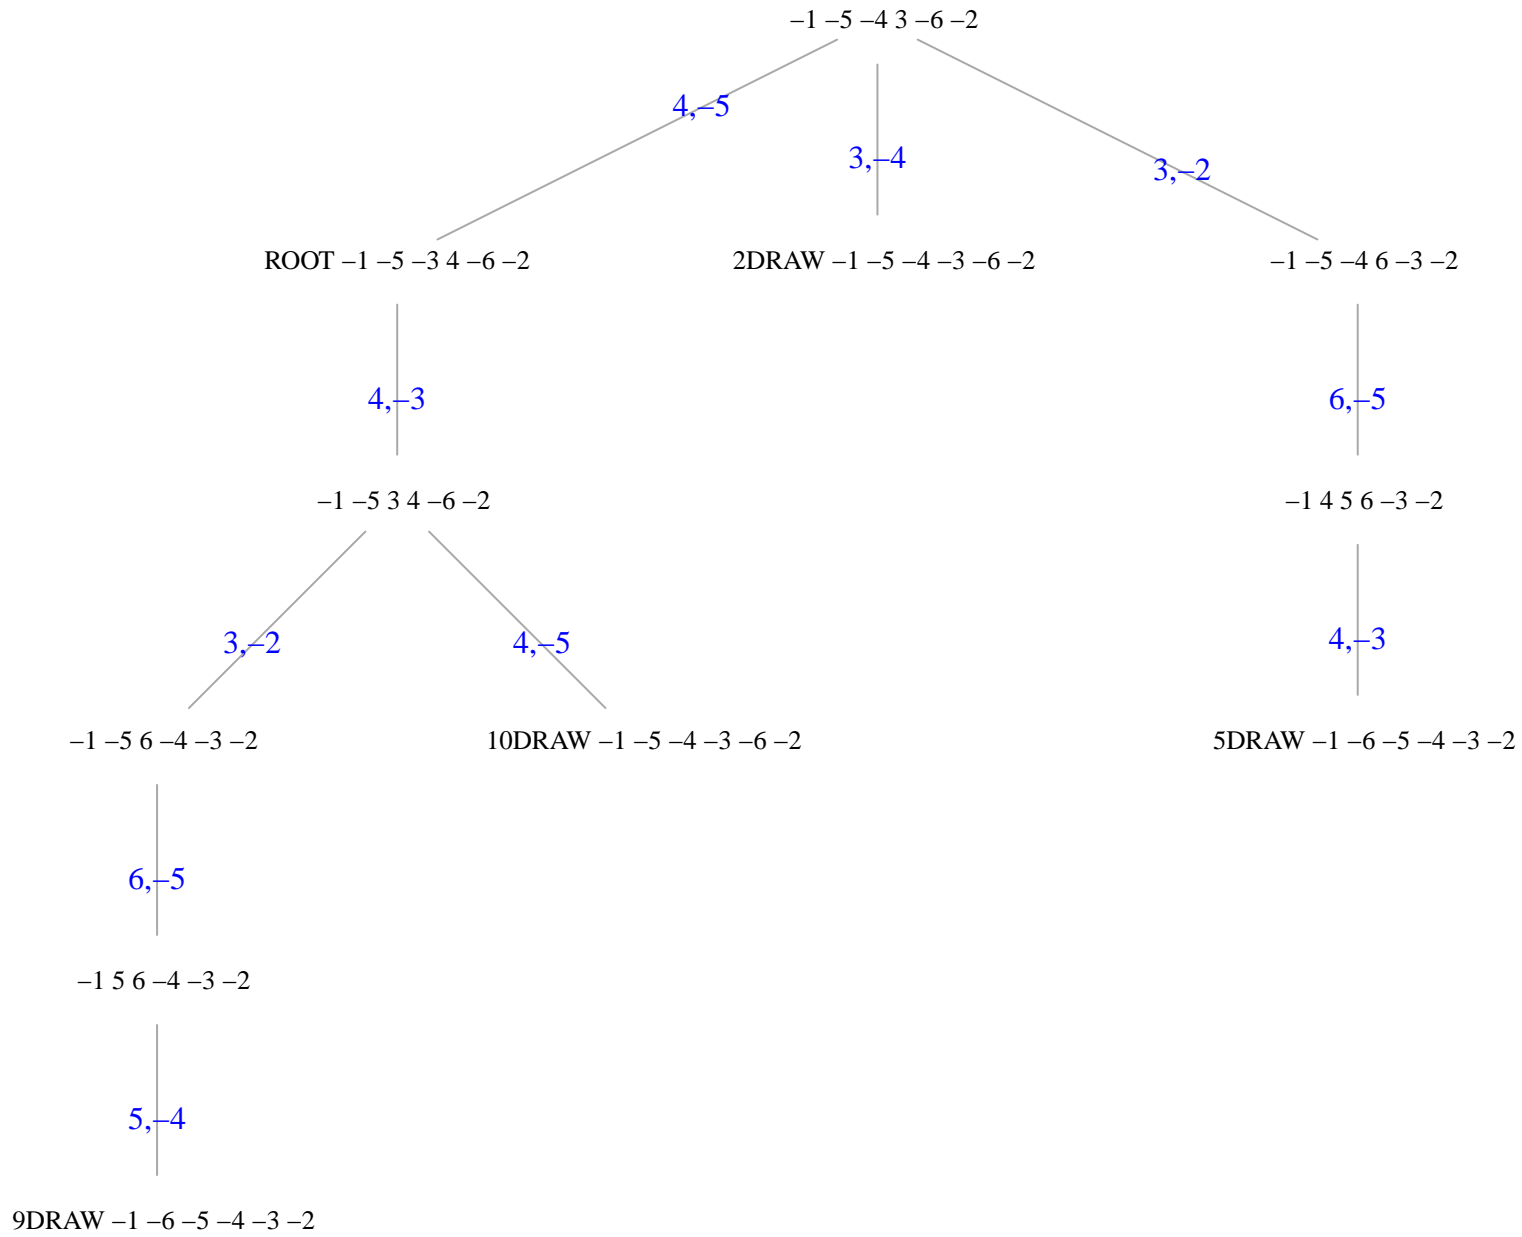 –1 –5 –4 3 –6 –2
4,–5
3,–4
3,–2
ROOT –1 –5 –3 4 –6 –2
2DRAW –1 –5 –4 –3 –6 –2
–1 –5 –4 6 –3 –2
4,–3
6,–5
–1 –5 3 4 –6 –2
–1 4 5 6 –3 –2
3,–2
4,–5
4,–3
–1 –5 6 –4 –3 –2
10DRAW –1 –5 –4 –3 –6 –2
5DRAW –1 –6 –5 –4 –3 –2
6,–5
–1 5 6 –4 –3 –2
5,–4
9DRAW –1 –6 –5 –4 –3 –2